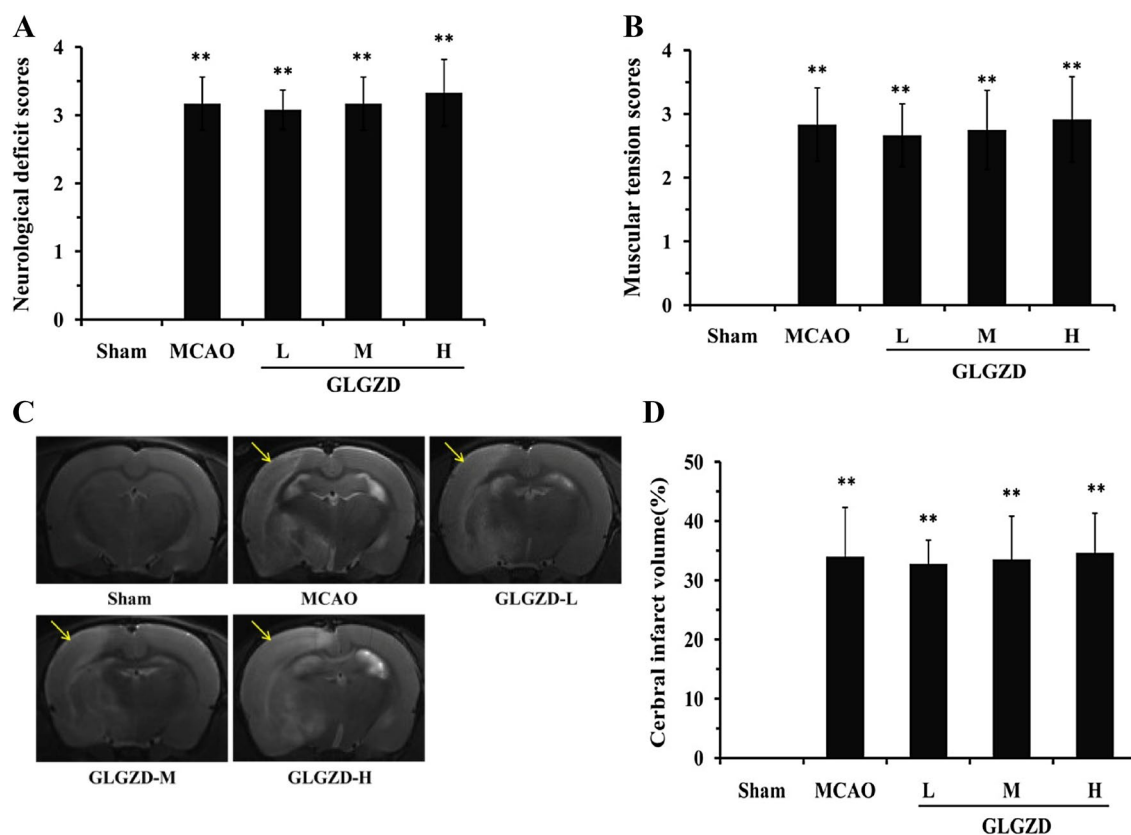 A
Neurological deficit scores
4
3
2
1
0
** ** ** **
Sham MCAO L M H
GLGZD
B
Muscular tension scores
4
3
2
1
0
** ** ** **
Sham MCAO L M H
GLGZD
C
Sham MCAO GLGZD-L
GLGZD-M GLGZD-H
D
Cerbral infarct volume(%)
50
40
30
20
10
0
** ** ** **
Sham MCAO L M H
GLGZD